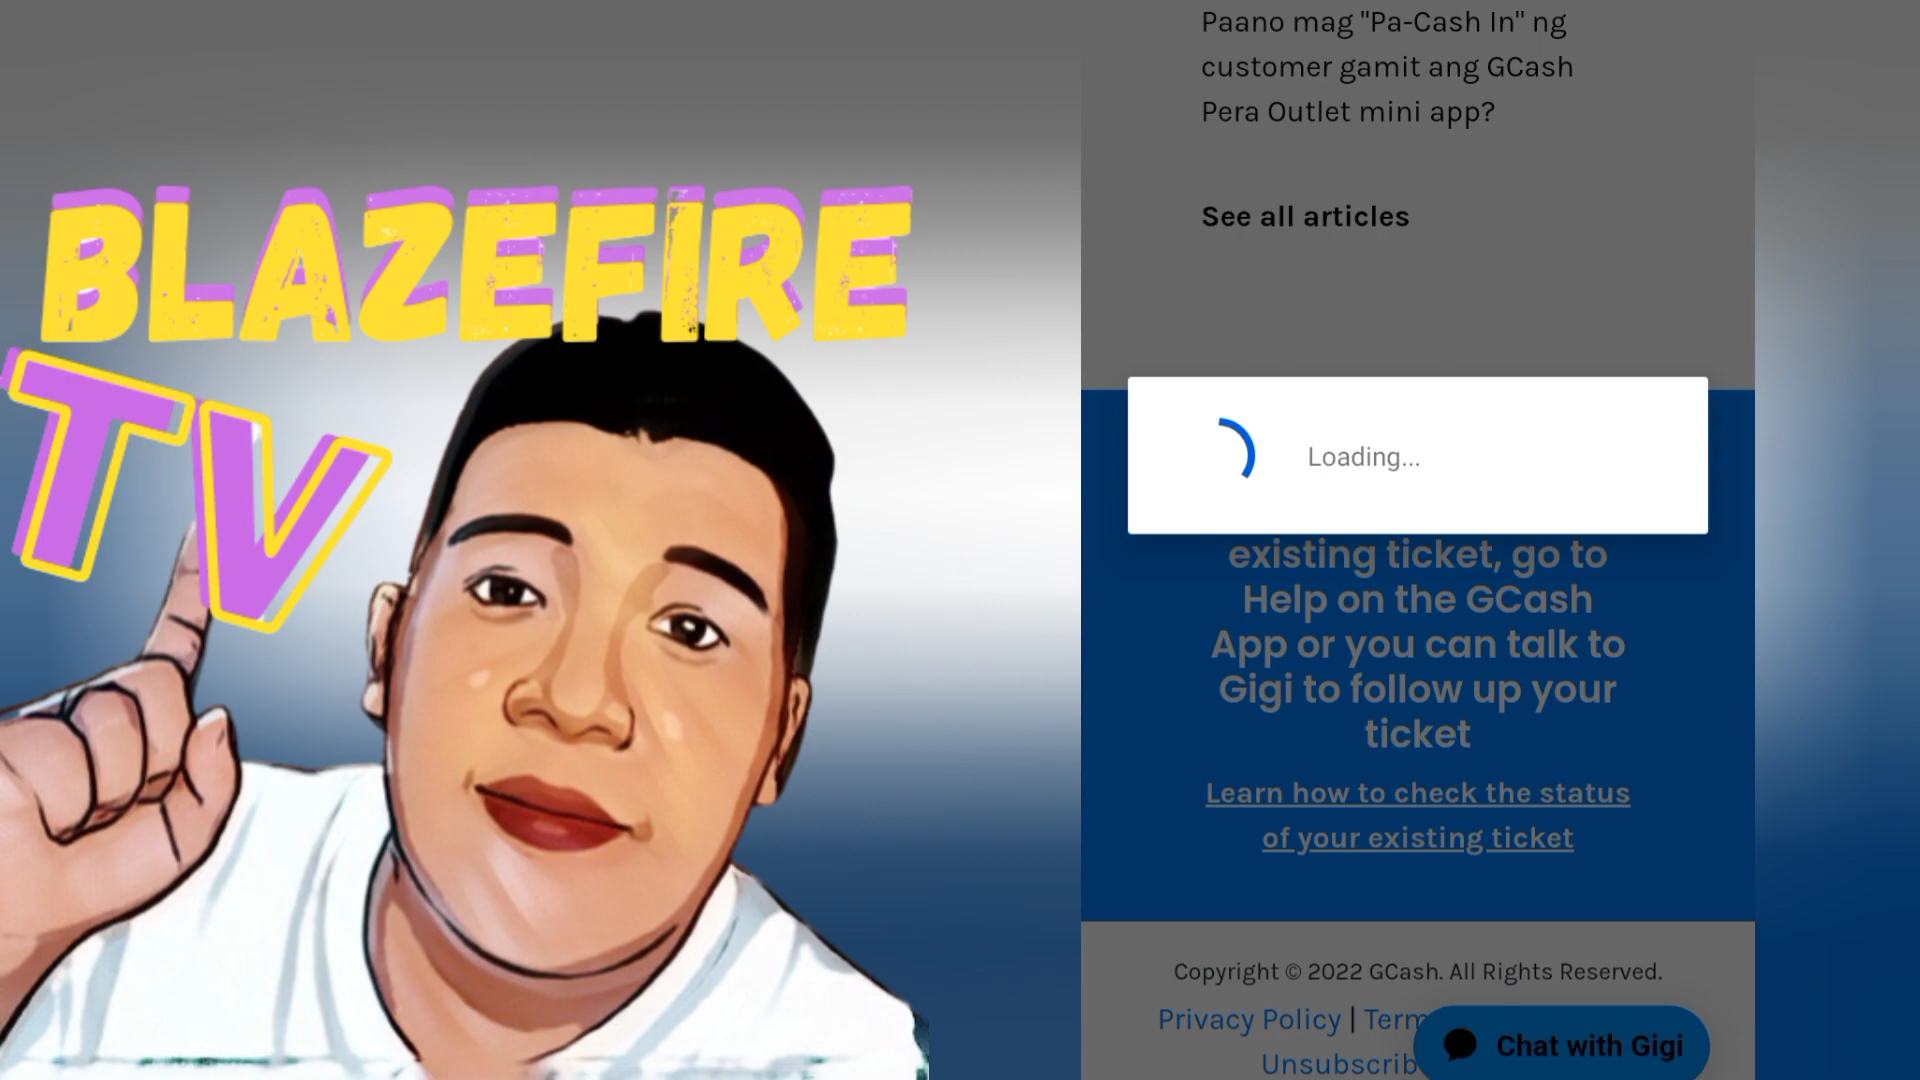 BLAZEFIRE
TV
Paano mag "Pa-Cash In" ng
customer gamit ang GCash
Pera Outlet mini app?
See all articles
Loading...
existing ticket, go to
Help on the GCash
App or you can talk to
Gigi to follow up your
ticket
Learn how to check the status
of your existing ticket
Copyright © 2022 GCash. All Rights Reserved.
Privacy Policy |
Chat with Gigi